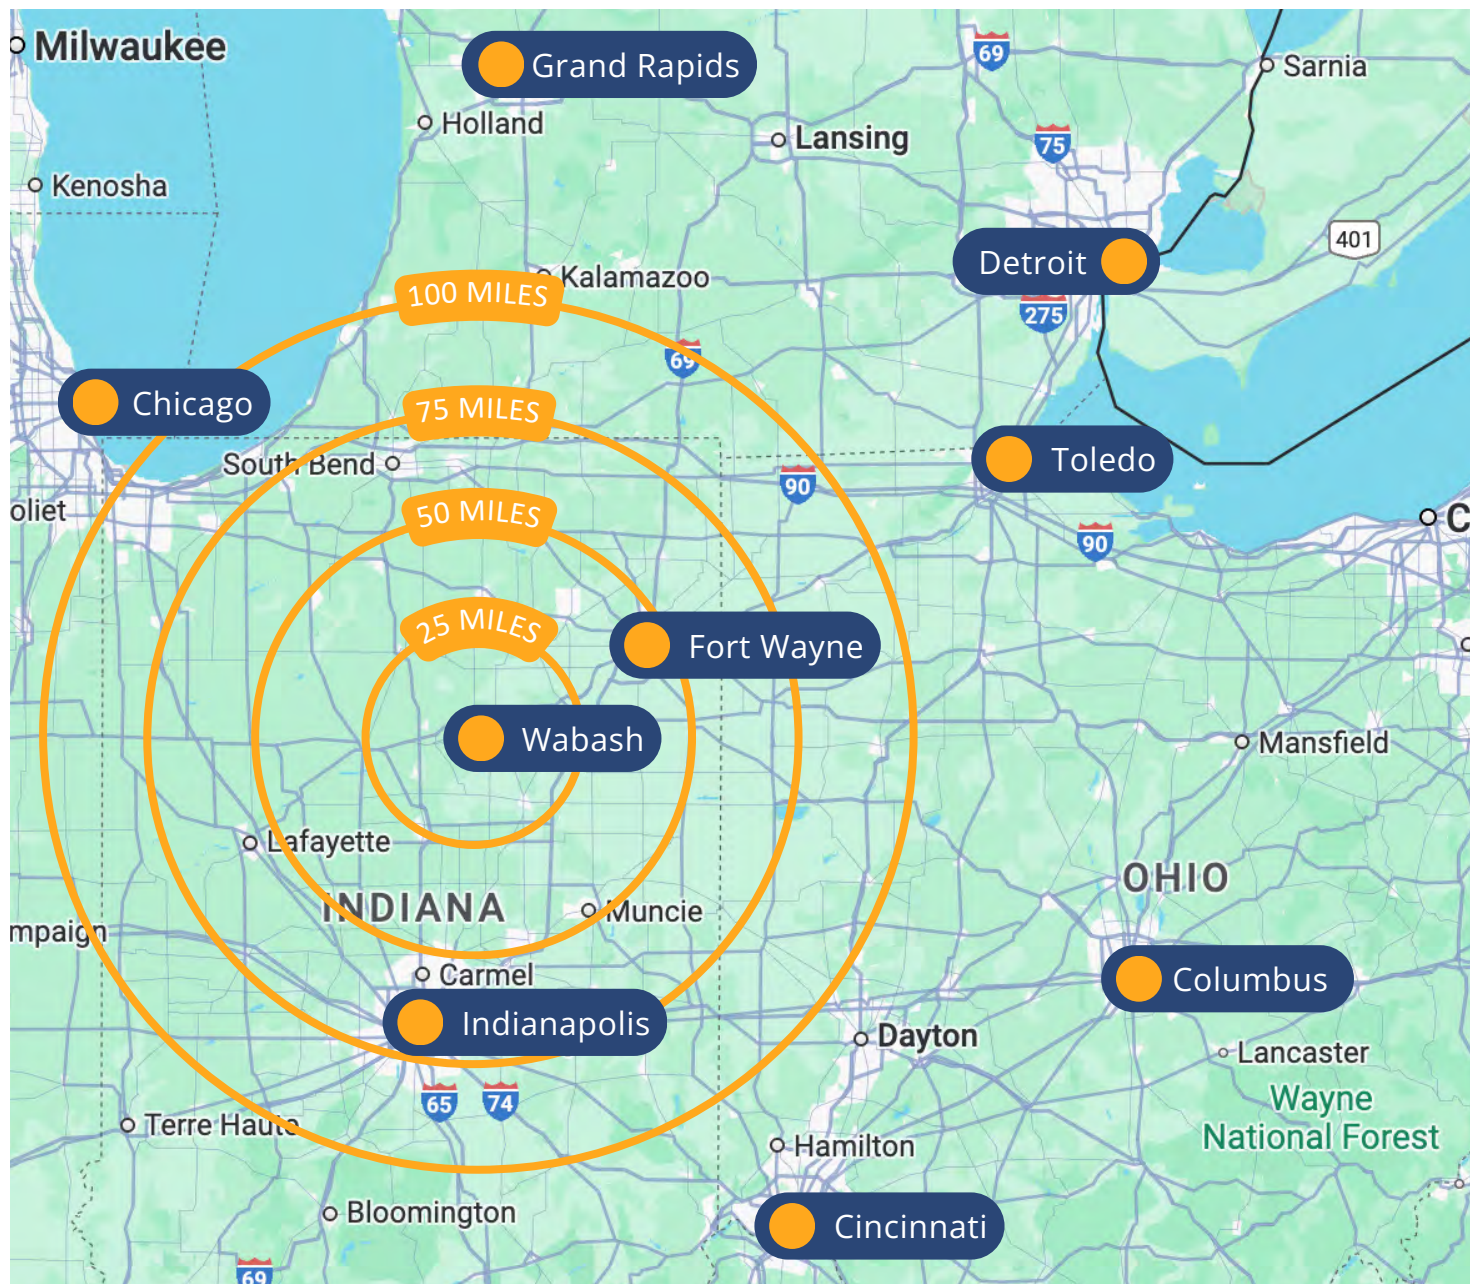 Milwaukee
Grand Rapids
69
Sarnia
Holland
Lansing
75
Kenosha
401
Detroit
Kalamazoo
100 MILES
275
69
Chicago
75 MILES
South Bend
Toledo
90
oliet
50 MILES
C
90
25 MILES
Fort Wayne
Wabash
Mansfield
Lafayette
OHIO
INDIANA
Muncie
mpaign
Carmel
Columbus
Indianapolis
Dayton
Lancaster
65
74
Wayne
National Forest
Terre Haute
Hamilton
Bloomington
Cincinnati
69